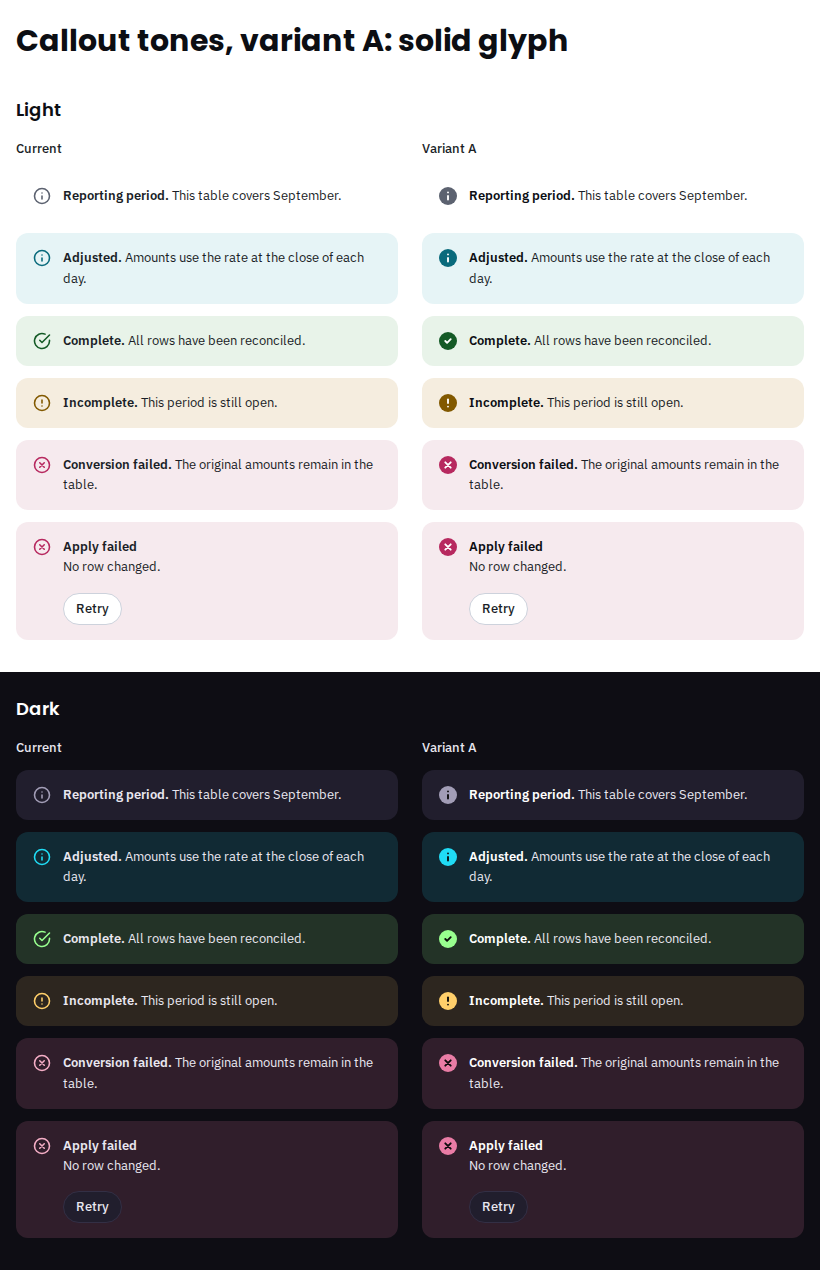 Callout tones, variant A: solid glyph
Light
Current
Reporting period. This table covers September.
Adjusted. Amounts use the rate at the close of each
day.
Complete. All rows have been reconciled.
Incomplete. This period is still open.
Conversion failed. The original amounts remain in the
table.
Apply failed
No row changed.
Retry
Variant A
Reporting period. This table covers September.
Adjusted. Amounts use the rate at the close of each
day.
Complete. All rows have been reconciled.
Incomplete. This period is still open.
Conversion failed. The original amounts remain in the
table.
Apply failed
No row changed.
Retry
Dark
Current
Reporting period. This table covers September.
Adjusted. Amounts use the rate at the close of each
day.
Complete. All rows have been reconciled.
Incomplete. This period is still open.
Conversion failed. The original amounts remain in the
table.
Apply failed
No row changed.
Retry
Variant A
Reporting period. This table covers September.
Adjusted. Amounts use the rate at the close of each
day.
Complete. All rows have been reconciled.
Incomplete. This period is still open.
Conversion failed. The original amounts remain in the
table.
Apply failed
No row changed.
Retry